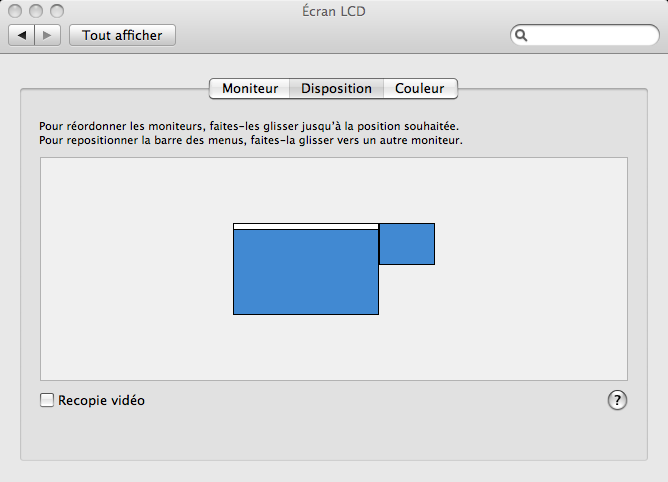 Écran LCD
Tout afficher
Moniteur Disposition Couleur
Pour réordonner les moniteurs, faites-les glisser jusqu'à la position souhaitée.
Pour repositionner la barre des menus, faites-la glisser vers un autre moniteur.
Recopie vidéo ?